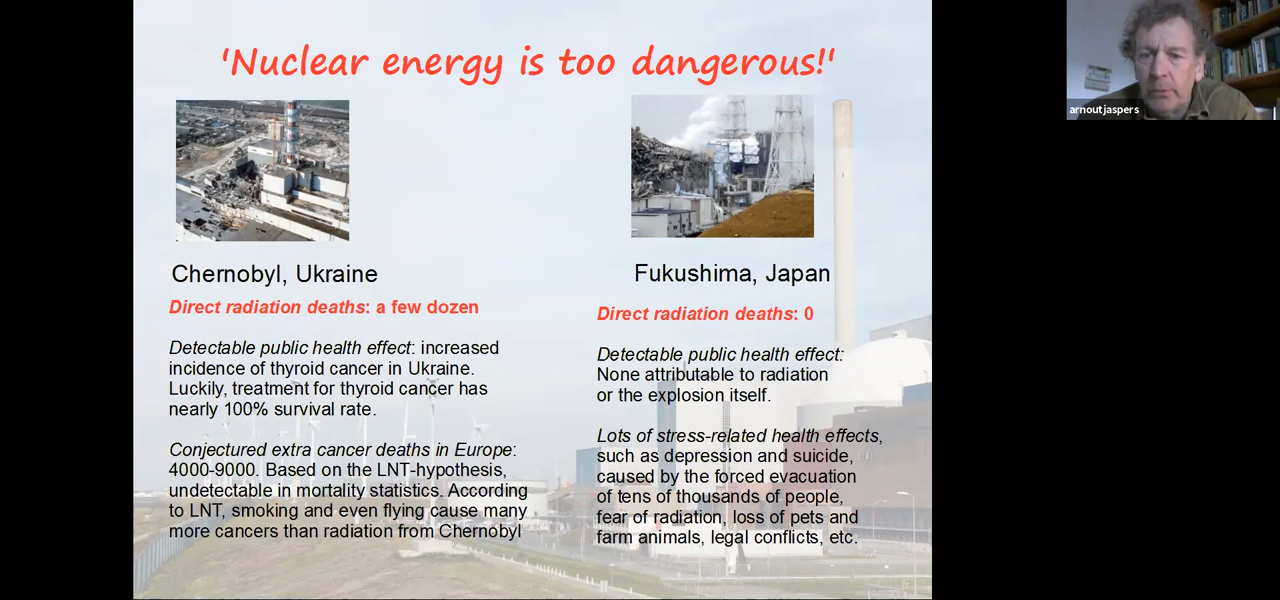 'Nuclear energy is too dangerous!'
arnoutjaspers
Chernobyl, Ukraine
Direct radiation deaths: a few dozen
Detectable public health effect: increased
incidence of thyroid cancer in Ukraine.
Luckily, treatment for thyroid cancer has
nearly 100% survival rate.
Conjectured extra cancer deaths in Europe:
4000-9000. Based on the LNT-hypothesis,
undetectable in mortality statistics. According
to LNT, smoking and even flying cause many
more cancers than radiation from Chernobyl
Fukushima, Japan
Direct radiation deaths: 0
Detectable public health effect:
None attributable to radiation
or the explosion itself.
Lots of stress-related health effects,
such as depression and suicide,
caused by the forced evacuation
of tens of thousands of people,
fear of radiation, loss of pets and
farm animals, legal conflicts, etc.